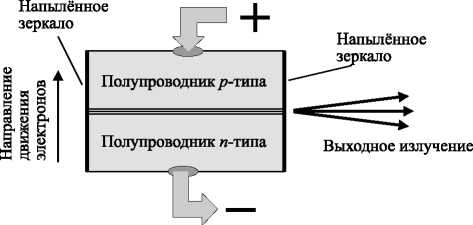 +
Напылённое
зеркало
Напылённое
зеркало
Направление
движения
электронов
Полупроводник p-типа
Полупроводник n-типа
Выходное излучение
−